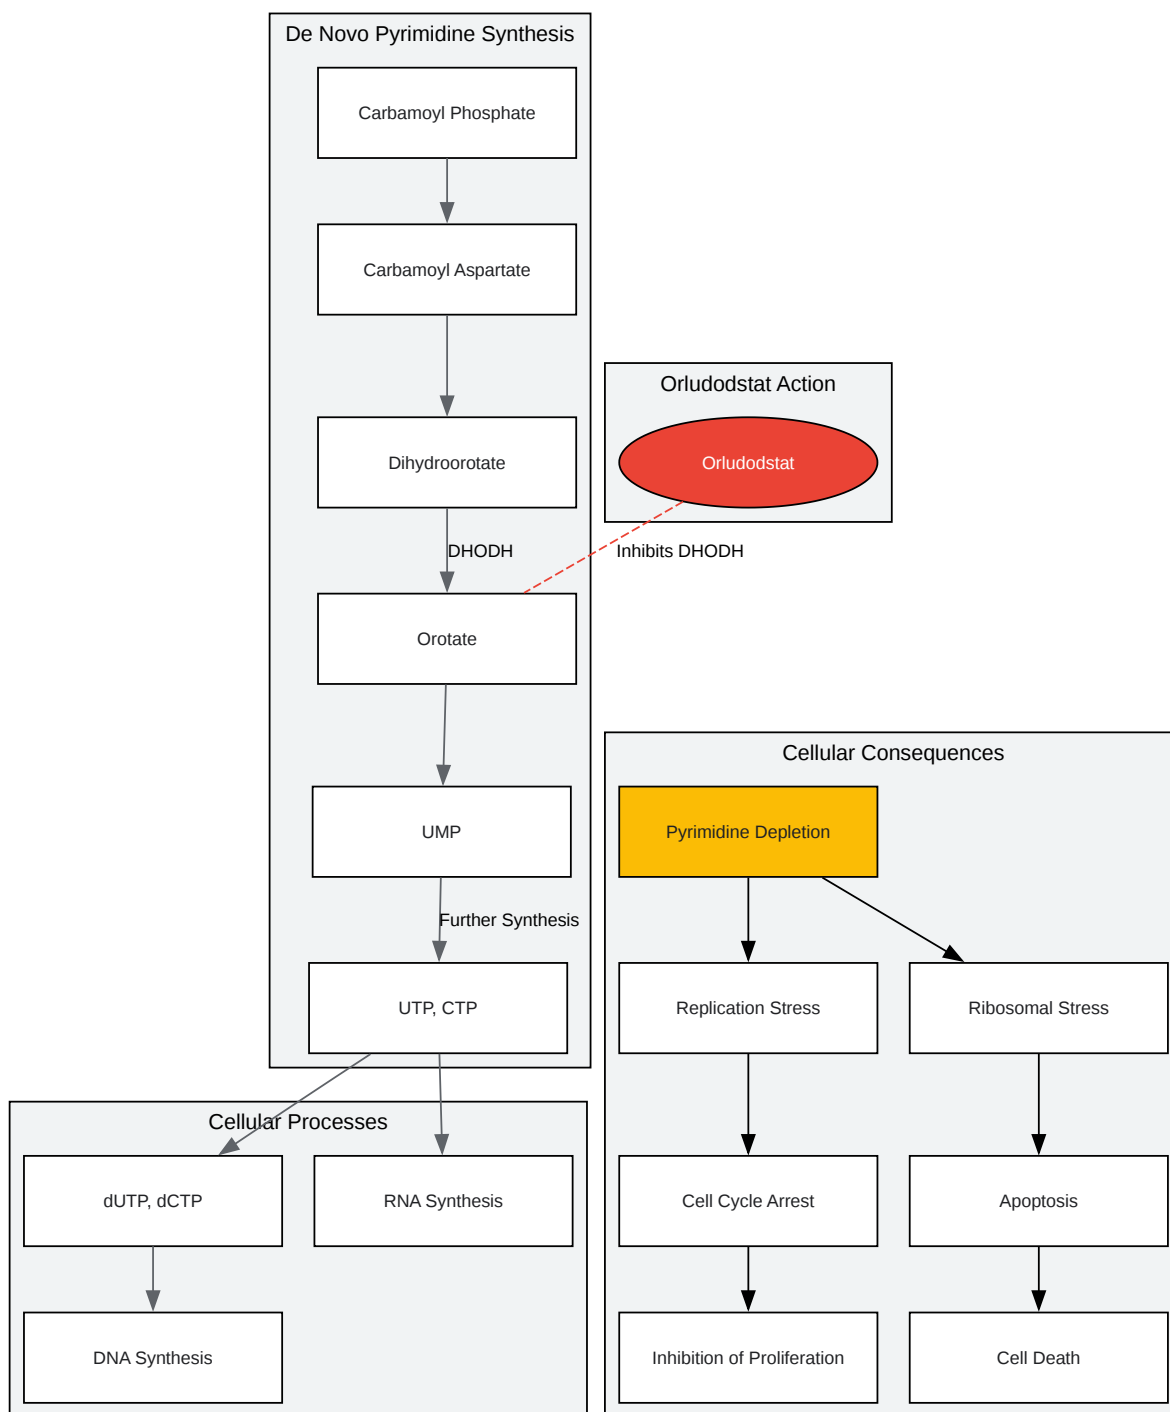 De Novo Pyrimidine Synthesis
Carbamoyl Phosphate
Carbamoyl Aspartate
Dihydroorotate
DHODH
Orotate
UMP
Further Synthesis
UTP, CTP
Orludodstat Action
Orludodstat
Inhibits DHODH
Cellular Processes
dUTP, dCTP
RNA Synthesis
DNA Synthesis
Cellular Consequences
Pyrimidine Depletion
Replication Stress
Ribosomal Stress
Cell Cycle Arrest
Apoptosis
Inhibition of Proliferation
Cell Death